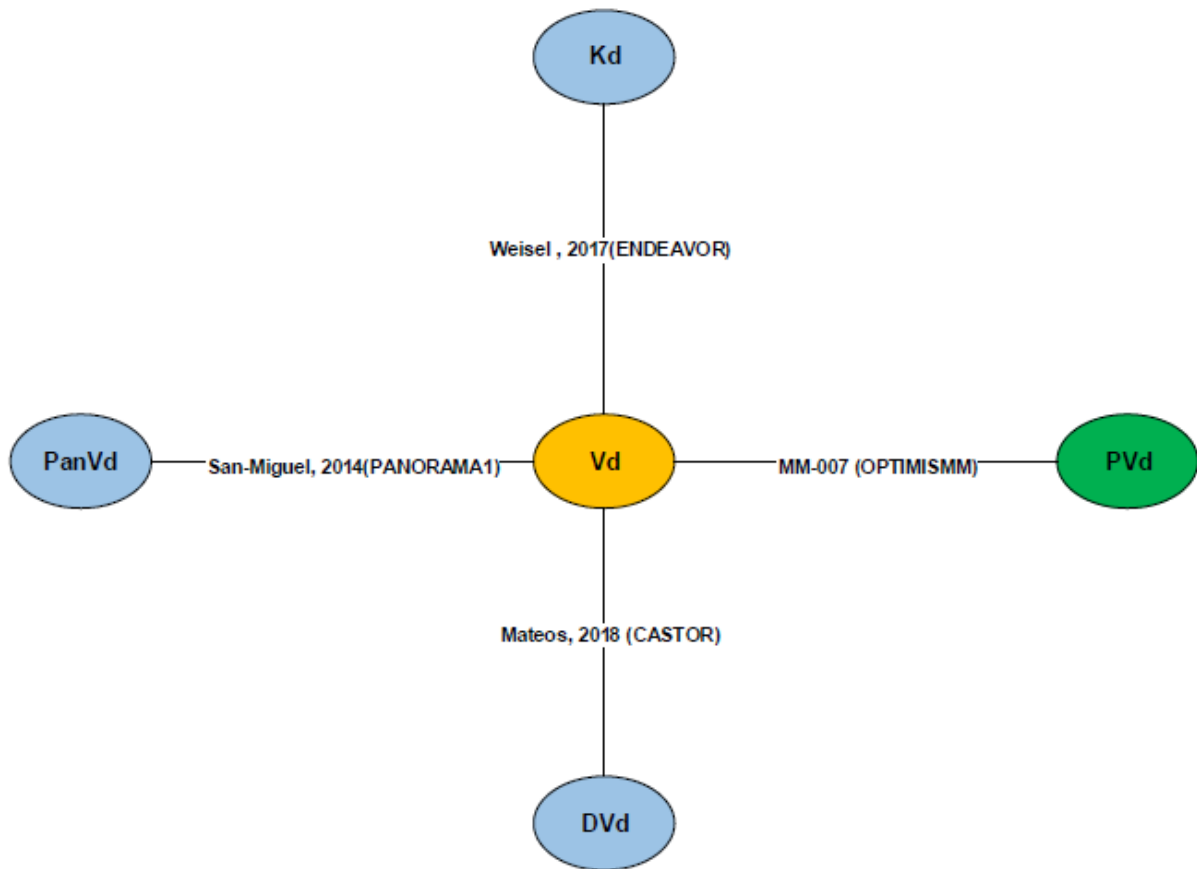 Kd
Weisel , 2017(ENDEAVOR)
PanVd
San-Miguel, 2014(PANORAMA1)
Vd
MM-007 (OPTIMISMM)
PVd
Mateos, 2018 (CASTOR)
DVd